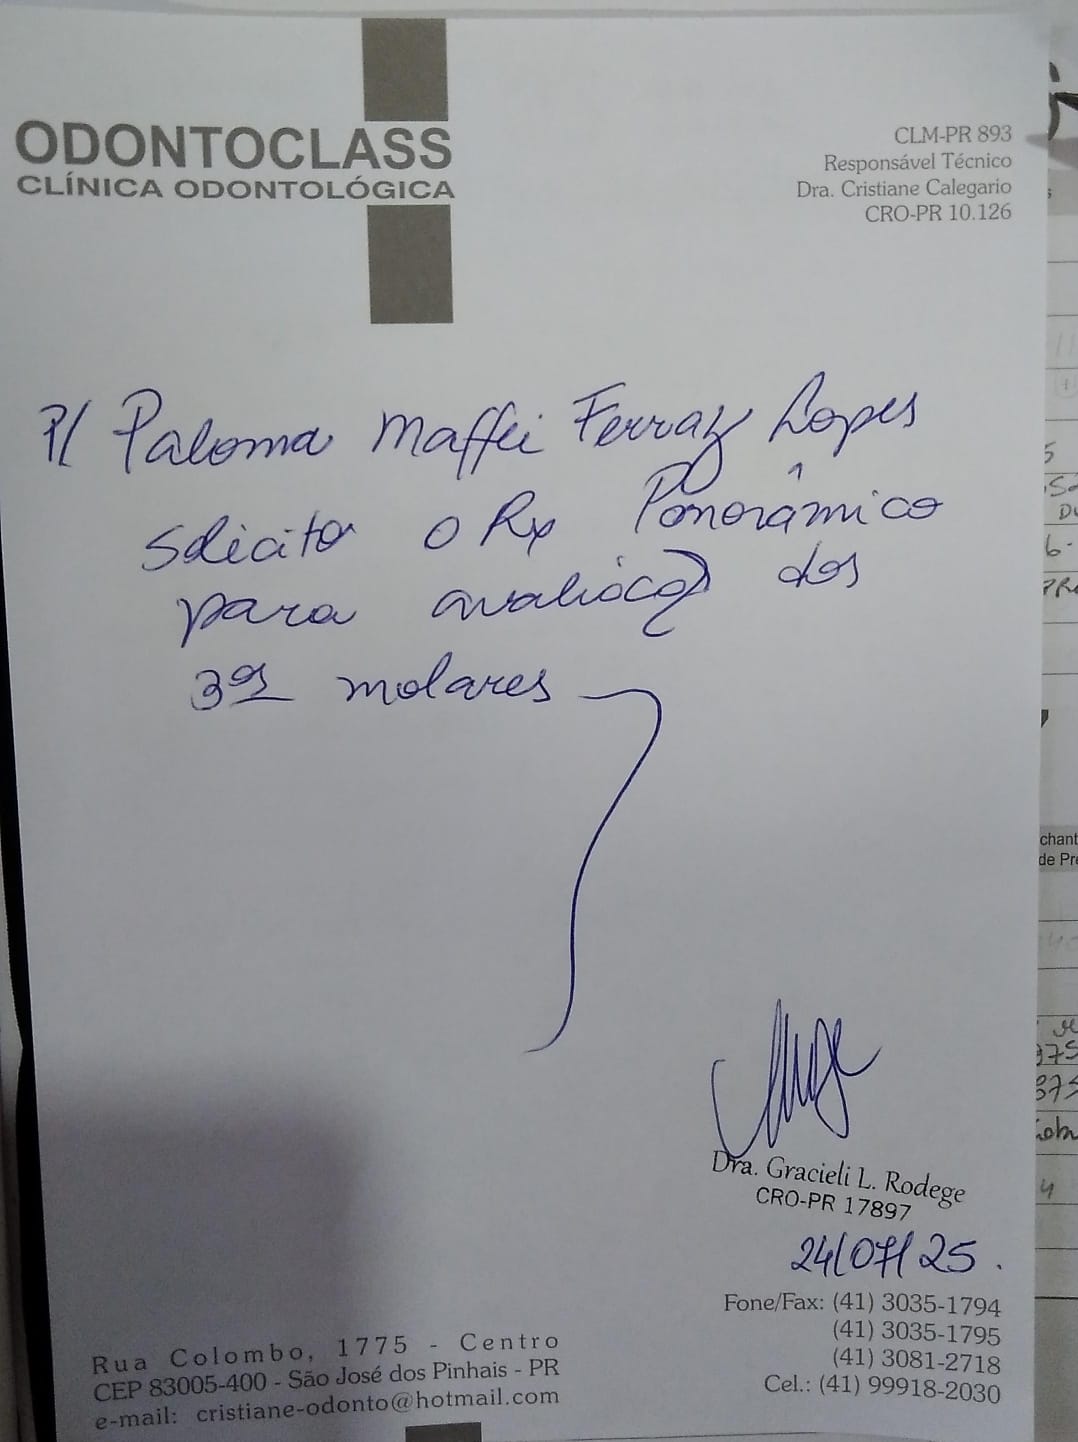 ODONTOCLASS
CLÍNICA ODONTOLÓGICA
CLM-PR 893
Responsável Técnico
Dra. Cristiane Calegario
CRO-PR 10.126
P/ Paloma Maffei Ferraz Lopes
solicito o Rx Panorâmico
para avaliação dos
3ºs molares
Dra. Gracieli L. Rodege
CRO-PR 17897
24/07/25.
Fone/Fax: (41) 3035-1794
(41) 3035-1795
(41) 3081-2718
Cel.: (41) 99918-2030
Rua Colombo, 1775 - Centro
CEP 83005-400 - São José dos Pinhais - PR
e-mail: cristiane-odonto@hotmail.com
chant
de Pr